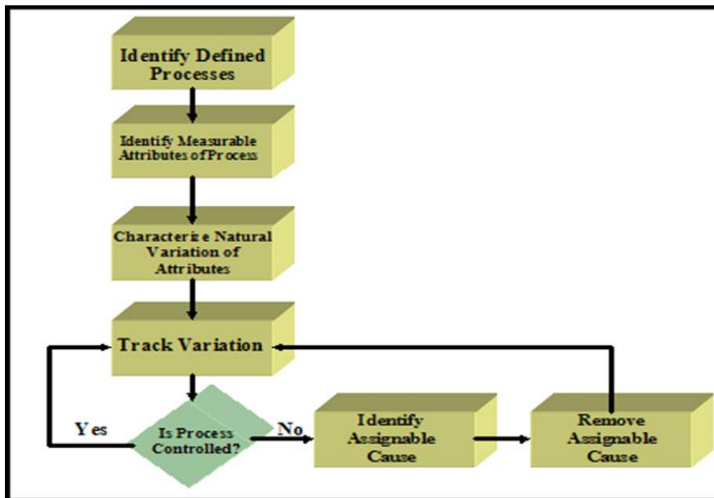 Identify Defined
Processes
Identify Measurable
Attributes of Process
Characterize Natural
Variation of
Attributes
Track Variation
Yes
Is Process
Controlled?
No
Identify
Assignable
Cause
Remove
Assignable
Cause